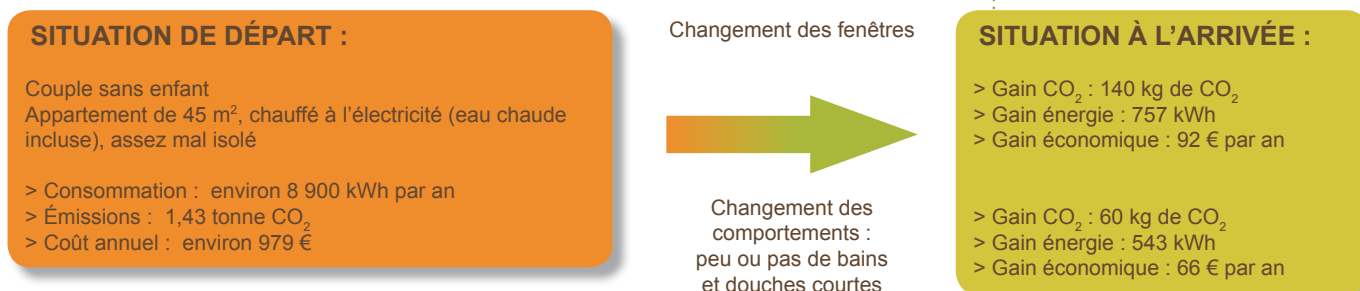 SITUATION DE DÉPART :
Couple sans enfant
Appartement de 45 m², chauffé à l'électricité (eau chaude
incluse), assez mal isolé
> Consommation : environ 8 900 kWh par an
> Émissions : 1,43 tonne CO₂
> Coût annuel : environ 979 €
Changement des fenêtres
Changement des
comportements :
peu ou pas de bains
et douches courtes
SITUATION À L'ARRIVÉE :
> Gain CO₂ : 140 kg de CO₂
> Gain énergie : 757 kWh
> Gain économique : 92 € par an
> Gain CO₂ : 60 kg de CO₂
> Gain énergie : 543 kWh
> Gain économique : 66 € par an